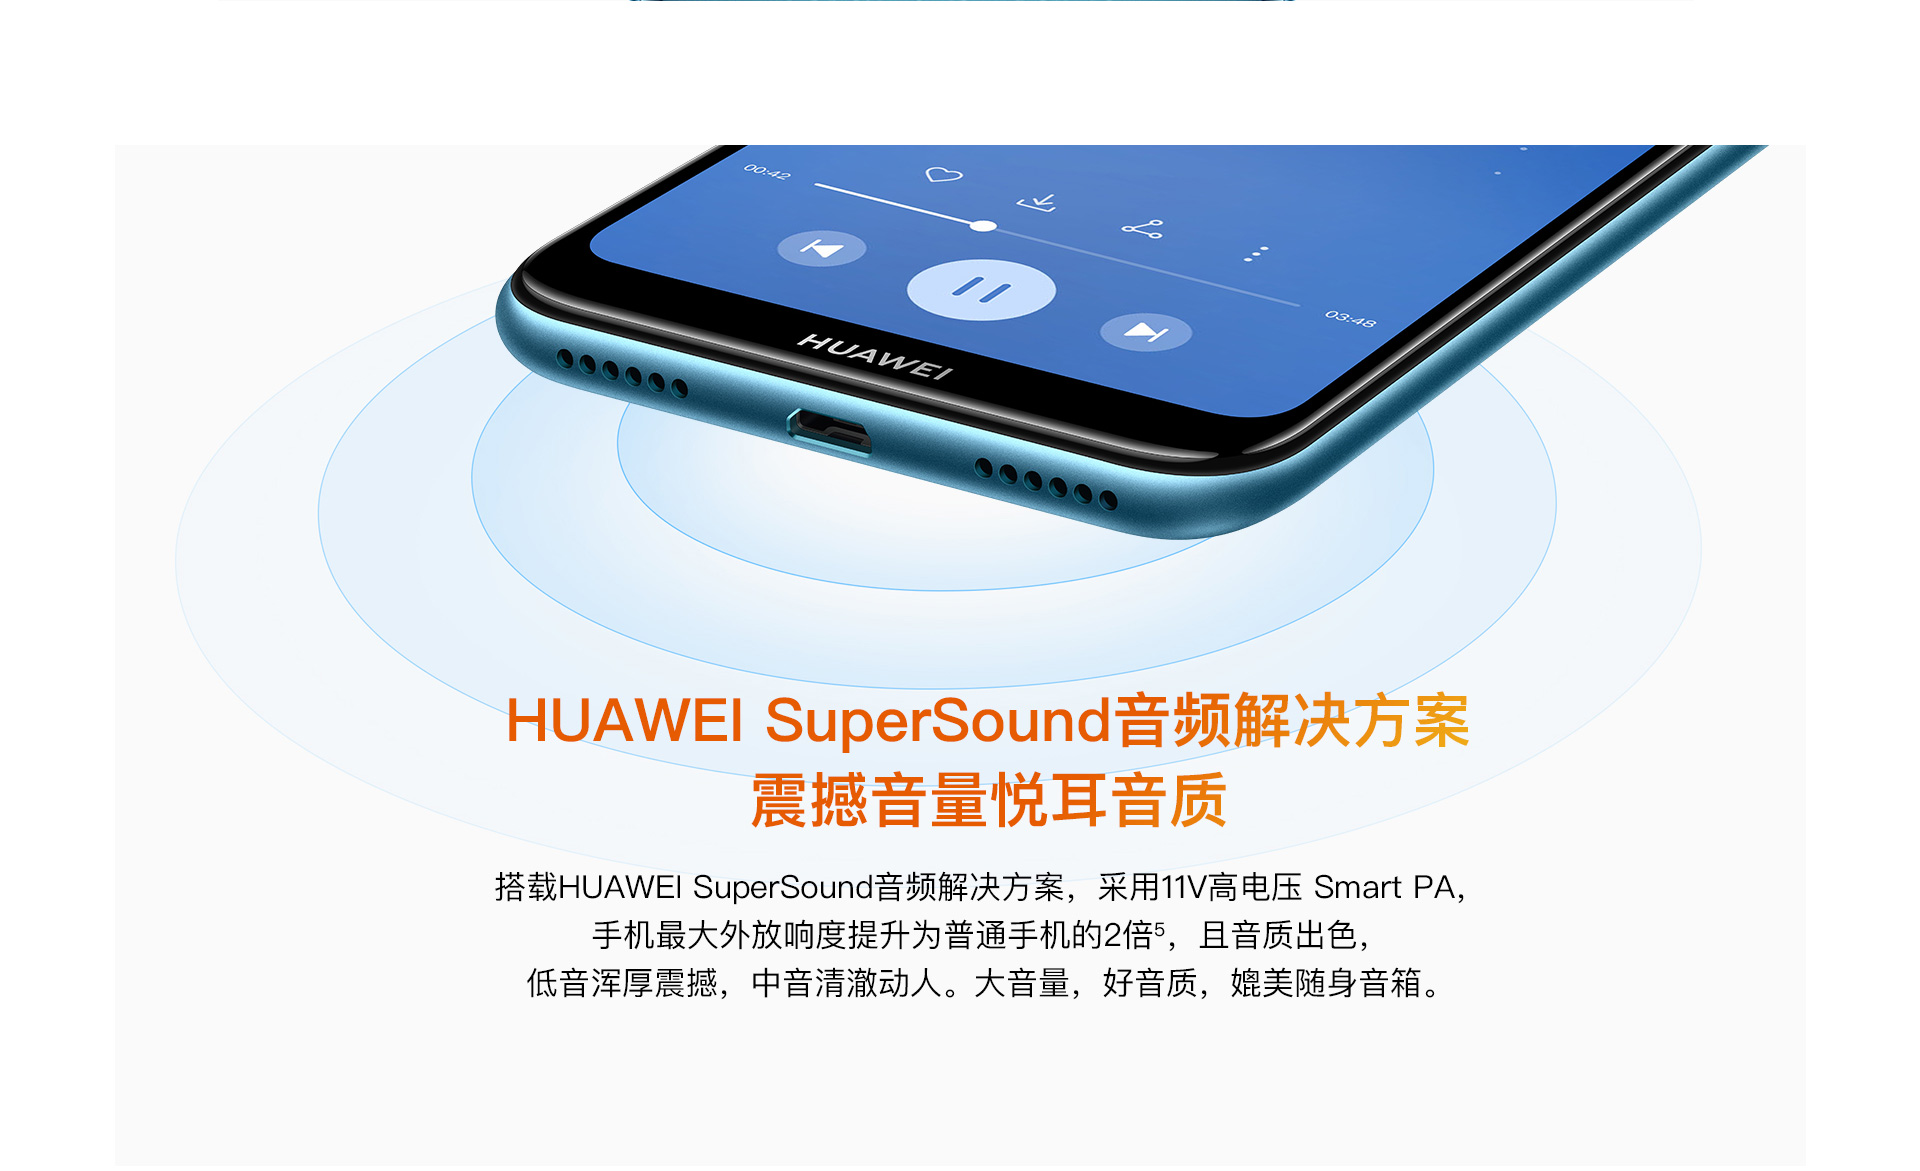 00:42
03:48
HUAWEI
HUAWEI SuperSound音频解决方案
震撼音量悦耳音质
搭载HUAWEI SuperSound音频解决方案，采用11V高电压 Smart PA，
手机最大外放响度提升为普通手机的2倍⁵，且音质出色，
低音浑厚震撼，中音清澈动人。大音量，好音质，媲美随身音箱。